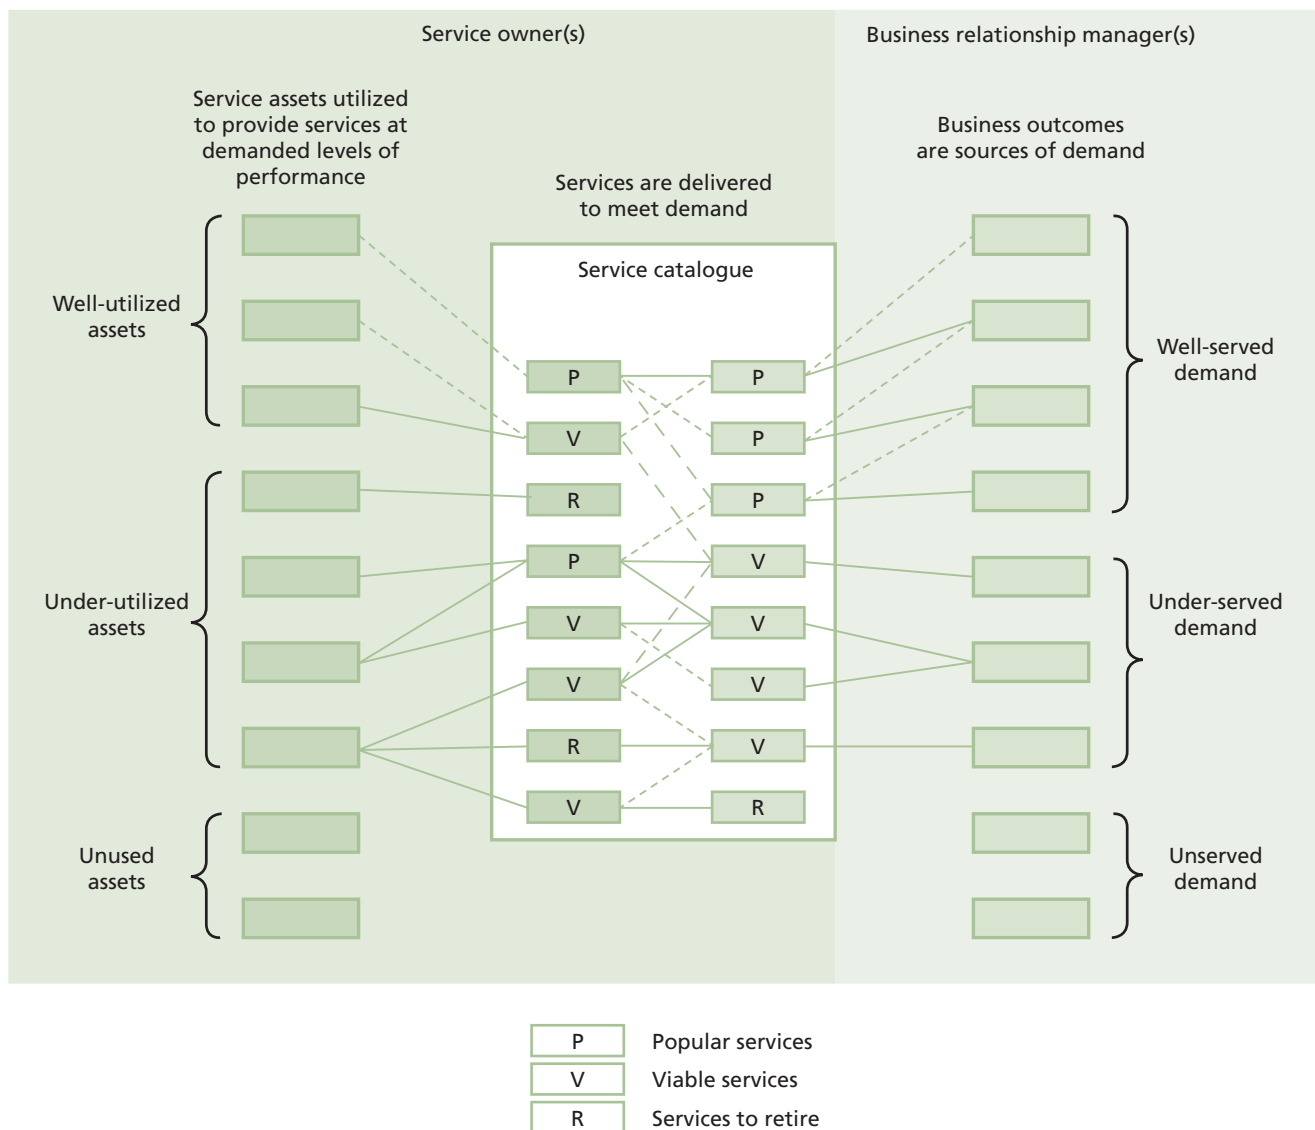 Service owner(s)
Business relationship manager(s)
Service assets utilized
to provide services at
demanded levels of
performance
Services are delivered
to meet demand
Business outcomes
are sources of demand
Service catalogue
Well-utilized
assets
Under-utilized
assets
Unused
assets
P
V
R
P
V
V
R
V
P
P
P
V
V
V
V
R
Well-served
demand
Under-served
demand
Unserved
demand
P Popular services
V Viable services
R Services to retire